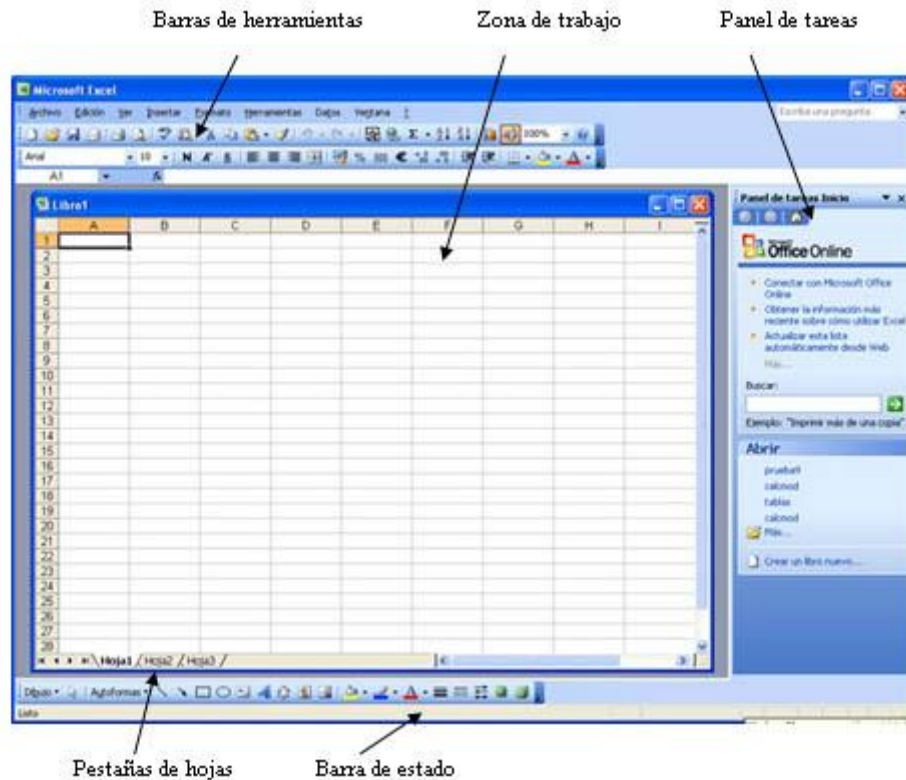 Barras de herramientas Zona de trabajo Panel de tareas
Microsoft Excel
Archivo Edición Ver Insertar Formato Herramientas Datos Ventana ?
Escriba una pregunta
100%
Arial 10 N K S
A1 fx
Panel de tareas Inicio
Libro1
A B C D E F G H I
1
2
3
4
5
6
7
8
9
10
11
12
13
14
15
16
17
18
19
20
21
22
23
24
25
26
27
28
Office Online
Conectar con Microsoft Office
Online
Obtener la información más
reciente sobre cómo utilizar Excel
Actualizar esta lista
automáticamente desde Web
Más...
Buscar:
Ejemplo: "Imprimir más de una copia"
Abrir
calcmod
tablas
calcmod
Más...
Crear un libro nuevo...
Hoja1 Hoja2 Hoja3
Dibujo Autoformas
Listo
Pestañas de hojas Barra de estado